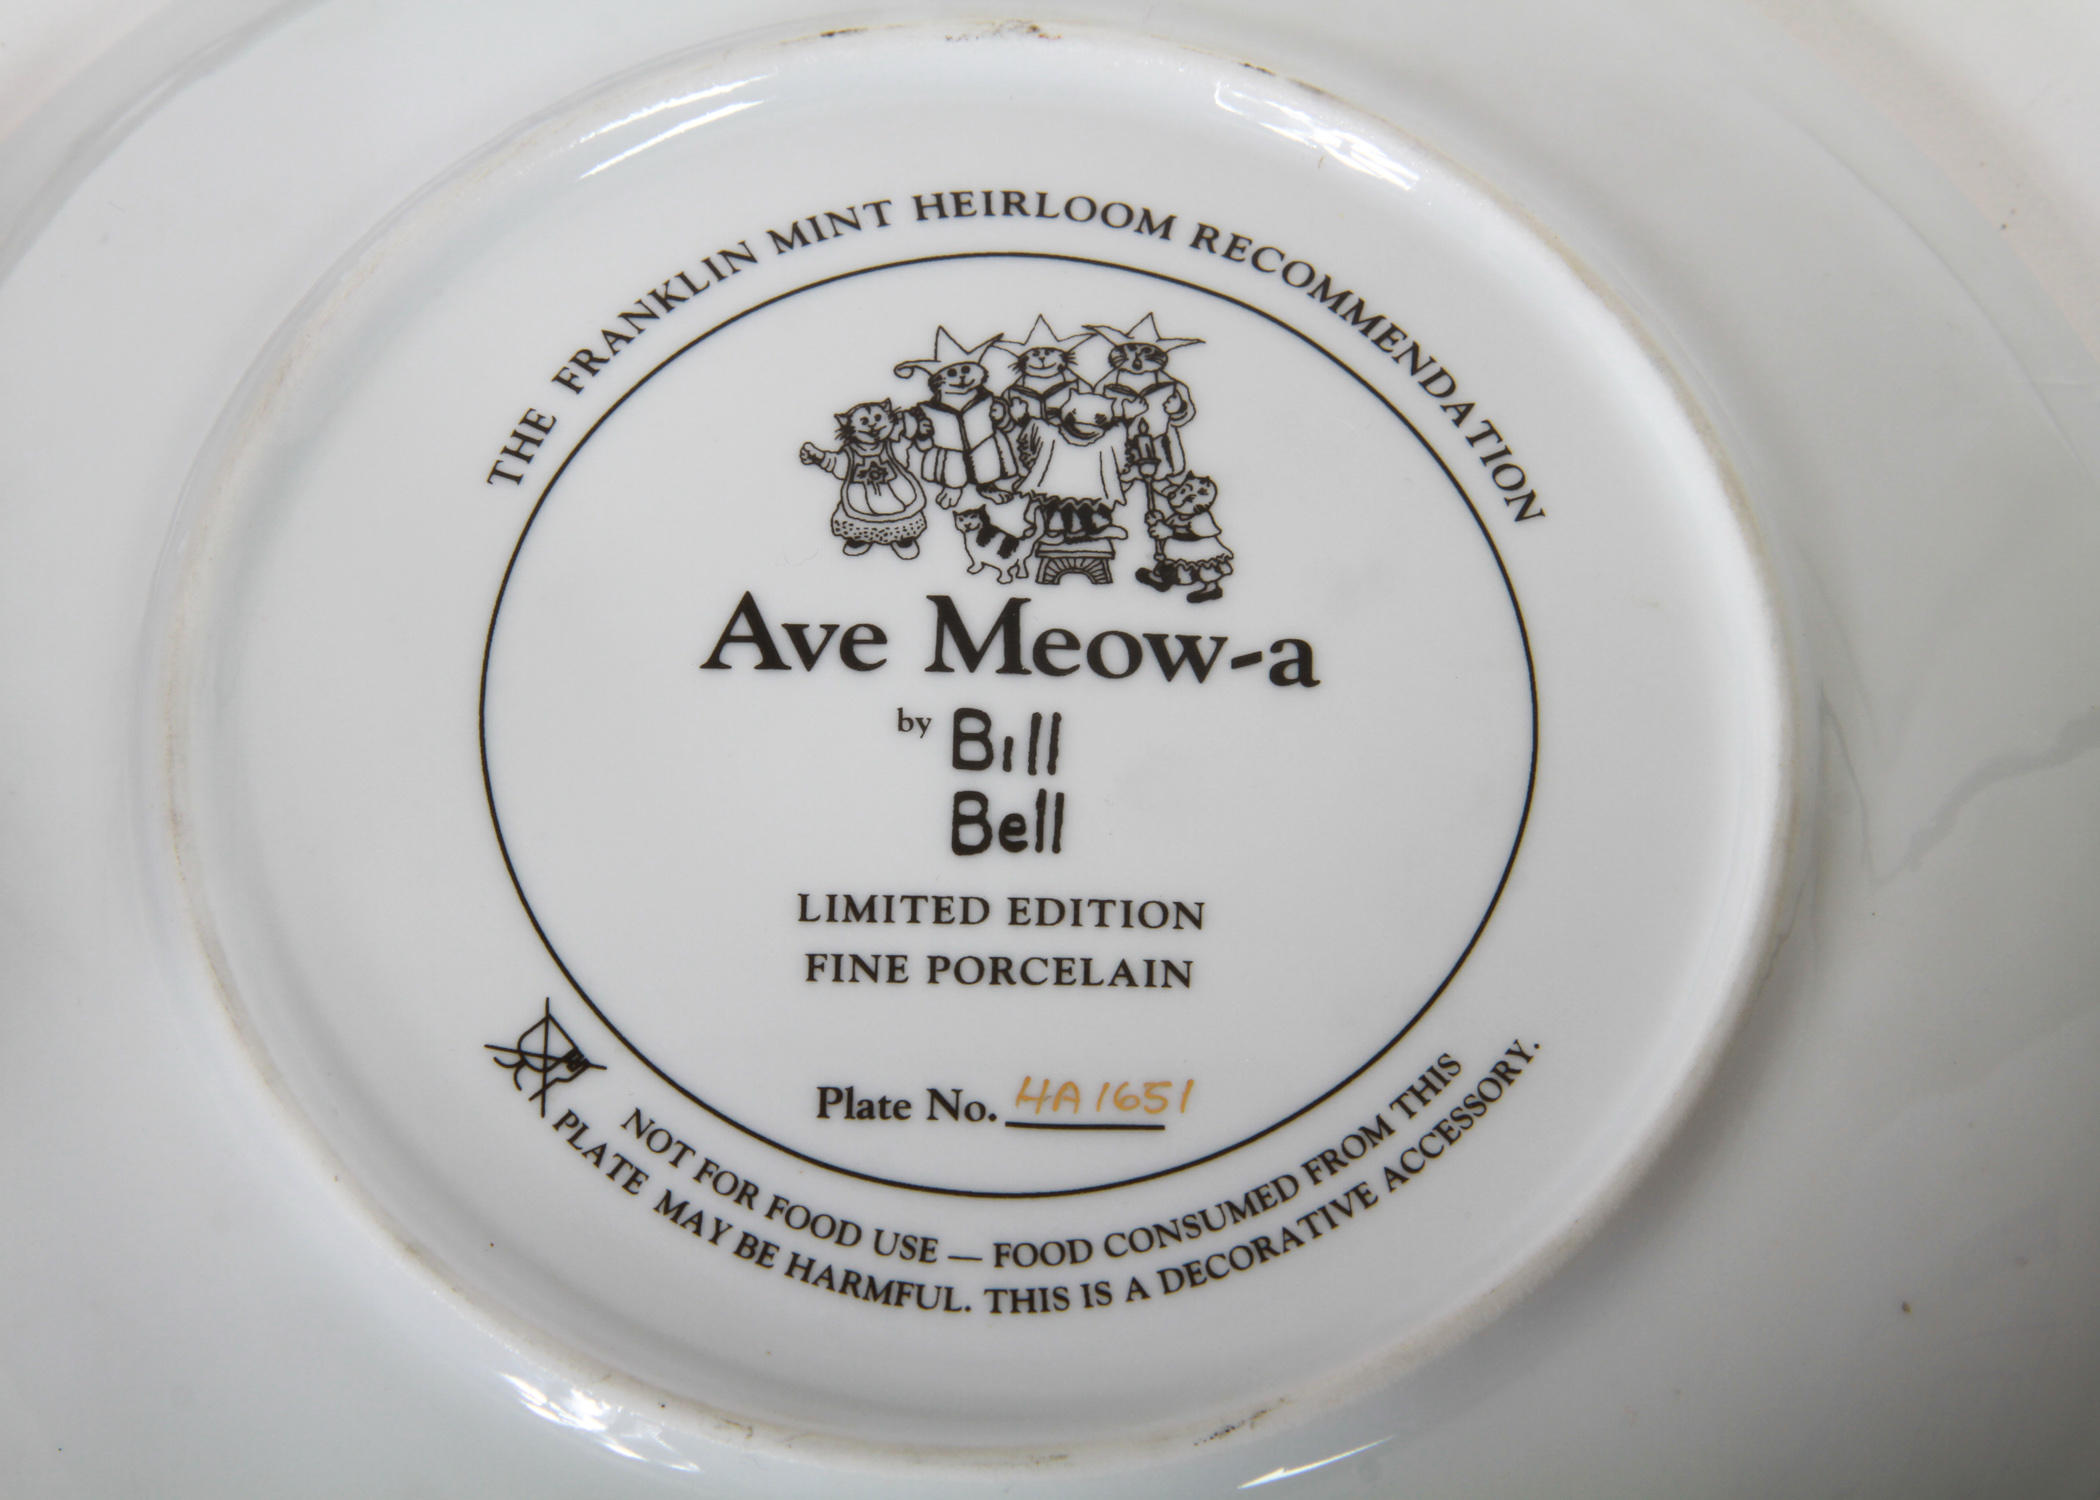 THE FRANKLIN MINT HEIRLOOM RECOMMENDATION
Ave Meow-a
by Bill
Bell
LIMITED EDITION
FINE PORCELAIN
Plate No. HA1651
NOT FOR FOOD USE — FOOD CONSUMED FROM THIS
PLATE MAY BE HARMFUL. THIS IS A DECORATIVE ACCESSORY.